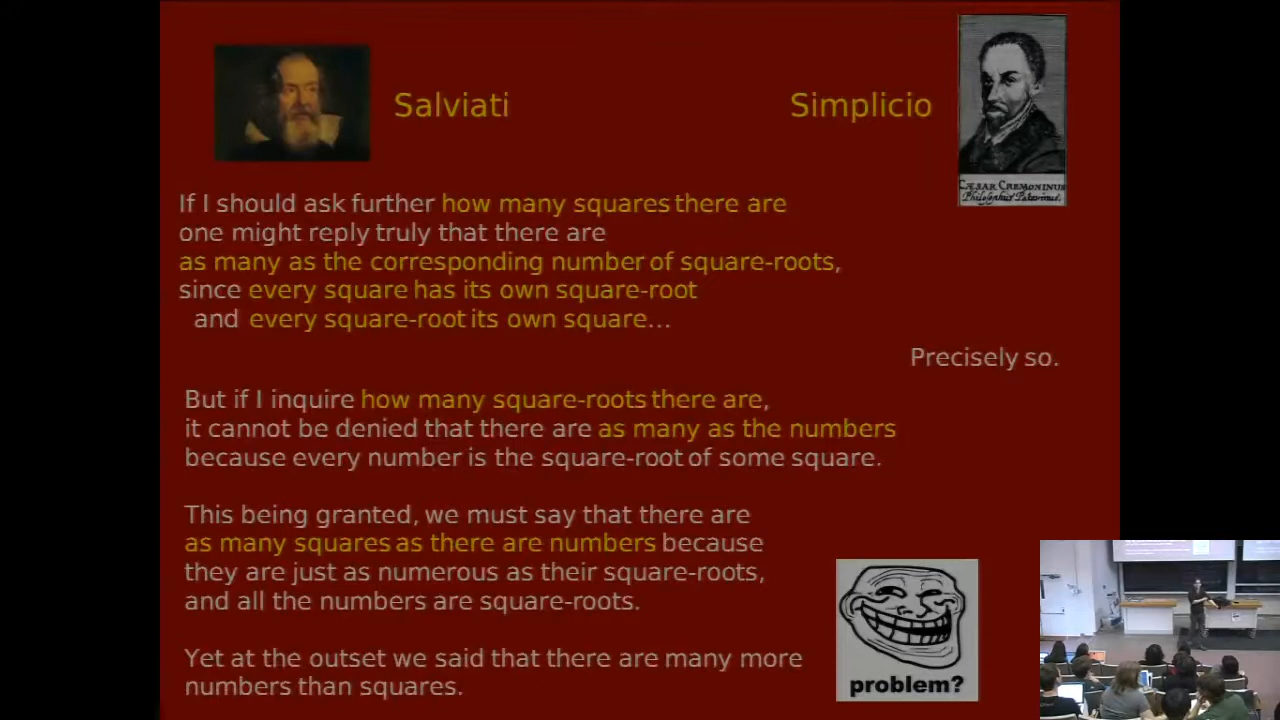 Salviati
Simplicio
CÆSAR CREMONINUS
If I should ask further how many squares there are
one might reply truly that there are
as many as the corresponding number of square-roots,
since every square has its own square-root
and every square-root its own square...
Precisely so.
But if I inquire how many square-roots there are,
it cannot be denied that there are as many as the numbers
because every number is the square-root of some square.
This being granted, we must say that there are
as many squares as there are numbers because
they are just as numerous as their square-roots,
and all the numbers are square-roots.
Yet at the outset we said that there are many more
numbers than squares.
problem?